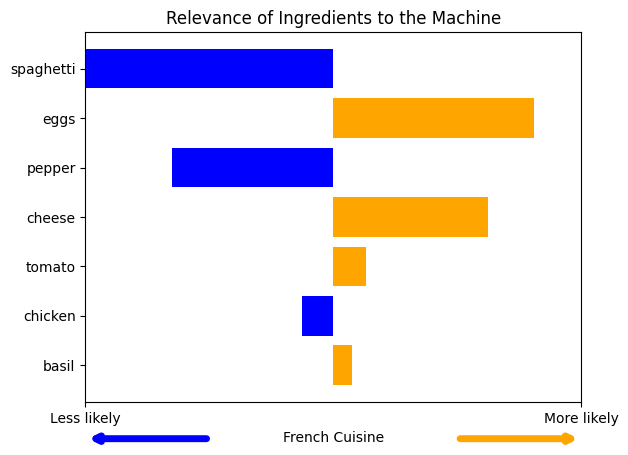 Relevance of Ingredients to the Machine
spaghetti
eggs
pepper
cheese
tomato
chicken
basil
Less likely
More likely
French Cuisine